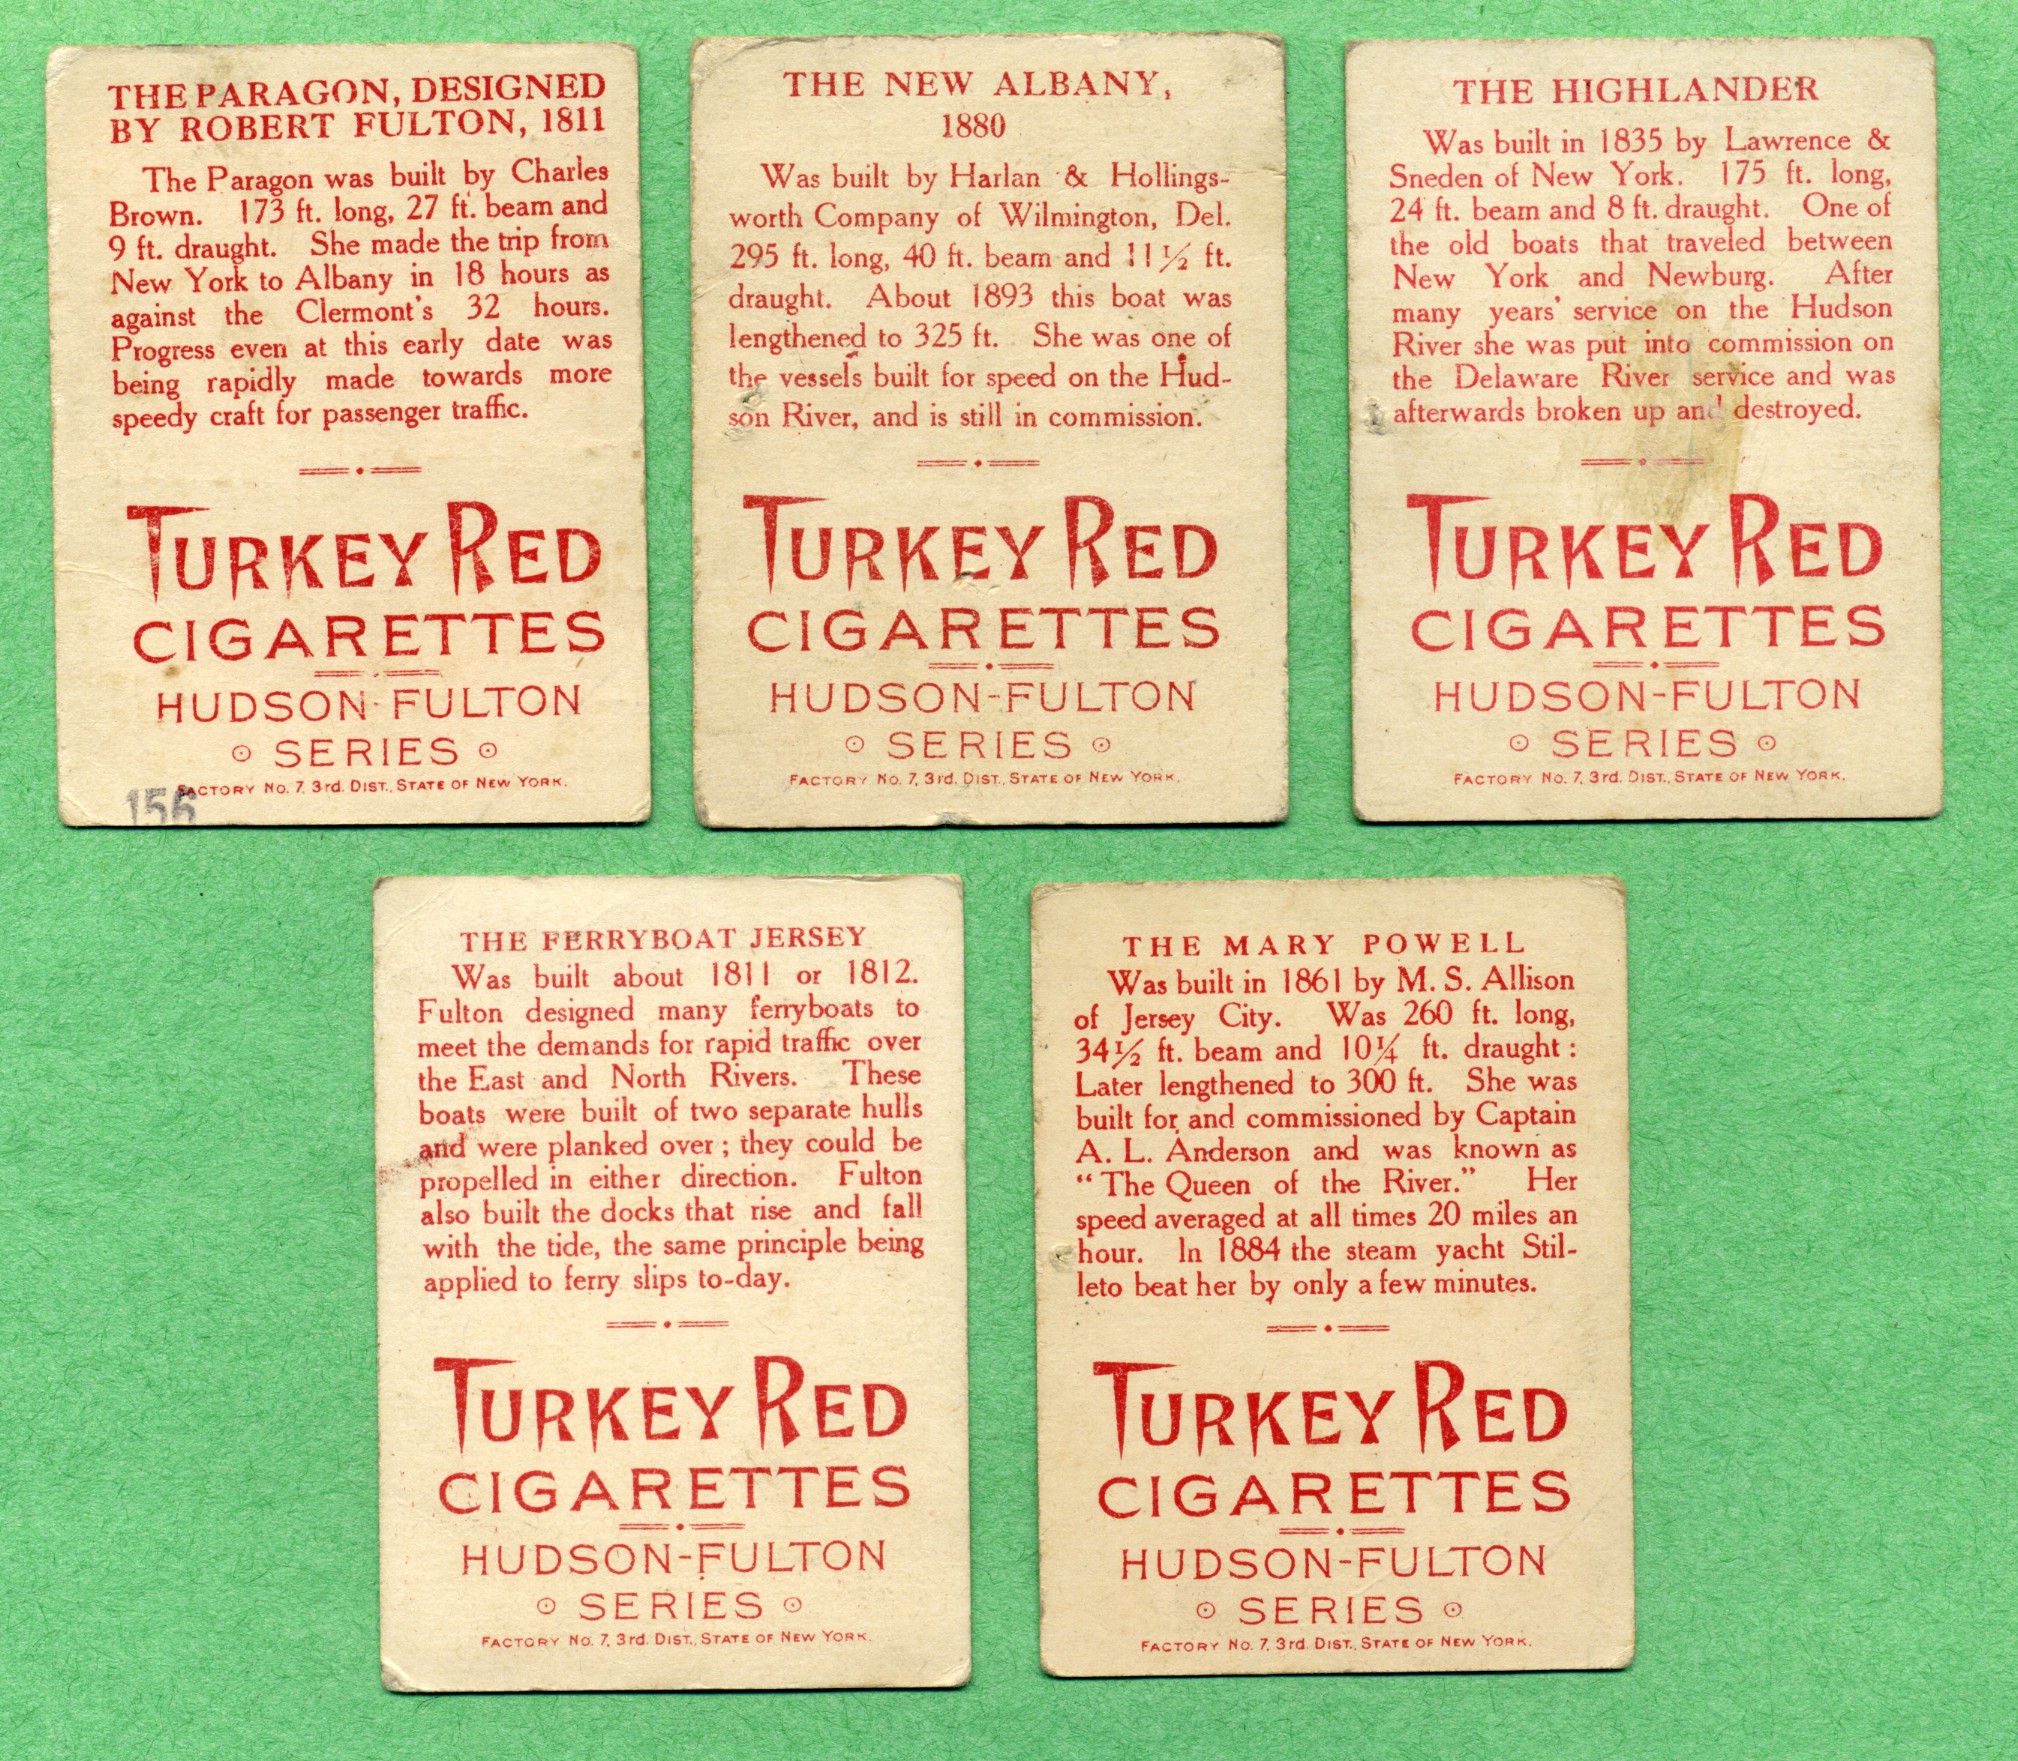 THE PARAGON, DESIGNED
BY ROBERT FULTON, 1811
The Paragon was built by Charles
Brown. 173 ft. long, 27 ft. beam and
9 ft. draught. She made the trip from
New York to Albany in 18 hours as
against the Clermont's 32 hours.
Progress even at this early date was
being rapidly made towards more
speedy craft for passenger traffic.
TURKEY RED
CIGARETTES
HUDSON-FULTON
SERIES
FACTORY No. 7, 3rd. DIST., STATE OF NEW YORK.
156
THE NEW ALBANY,
1880
Was built by Harlan & Hollings-
worth Company of Wilmington, Del.
295 ft. long, 40 ft. beam and 11½ ft.
draught. About 1893 this boat was
lengthened to 325 ft. She was one of
the vessels built for speed on the Hud-
son River, and is still in commission.
TURKEY RED
CIGARETTES
HUDSON-FULTON
SERIES
FACTORY No. 7, 3rd. DIST., STATE OF NEW YORK.
THE HIGHLANDER
Was built in 1835 by Lawrence &
Sneden of New York. 175 ft. long,
24 ft. beam and 8 ft. draught. One of
the old boats that traveled between
New York and Newburg. After
many years' service on the Hudson
River she was put into commission on
the Delaware River service and was
afterwards broken up and destroyed.
TURKEY RED
CIGARETTES
HUDSON-FULTON
SERIES
FACTORY No. 7, 3rd. DIST., STATE OF NEW YORK.
THE FERRYBOAT JERSEY
Was built about 1811 or 1812.
Fulton designed many ferryboats to
meet the demands for rapid traffic over
the East and North Rivers. These
boats were built of two separate hulls
and were planked over; they could be
propelled in either direction. Fulton
also built the docks that rise and fall
with the tide, the same principle being
applied to ferry slips to-day.
TURKEY RED
CIGARETTES
HUDSON-FULTON
SERIES
FACTORY No. 7, 3rd. DIST., STATE OF NEW YORK.
THE MARY POWELL
Was built in 1861 by M. S. Allison
of Jersey City. Was 260 ft. long,
34½ ft. beam and 10¼ ft. draught:
Later lengthened to 300 ft. She was
built for and commissioned by Captain
A. L. Anderson and was known as
"The Queen of the River." Her
speed averaged at all times 20 miles an
hour. In 1884 the steam yacht Stil-
leto beat her by only a few minutes.
TURKEY RED
CIGARETTES
HUDSON-FULTON
SERIES
FACTORY No. 7, 3rd. DIST., STATE OF NEW YORK.